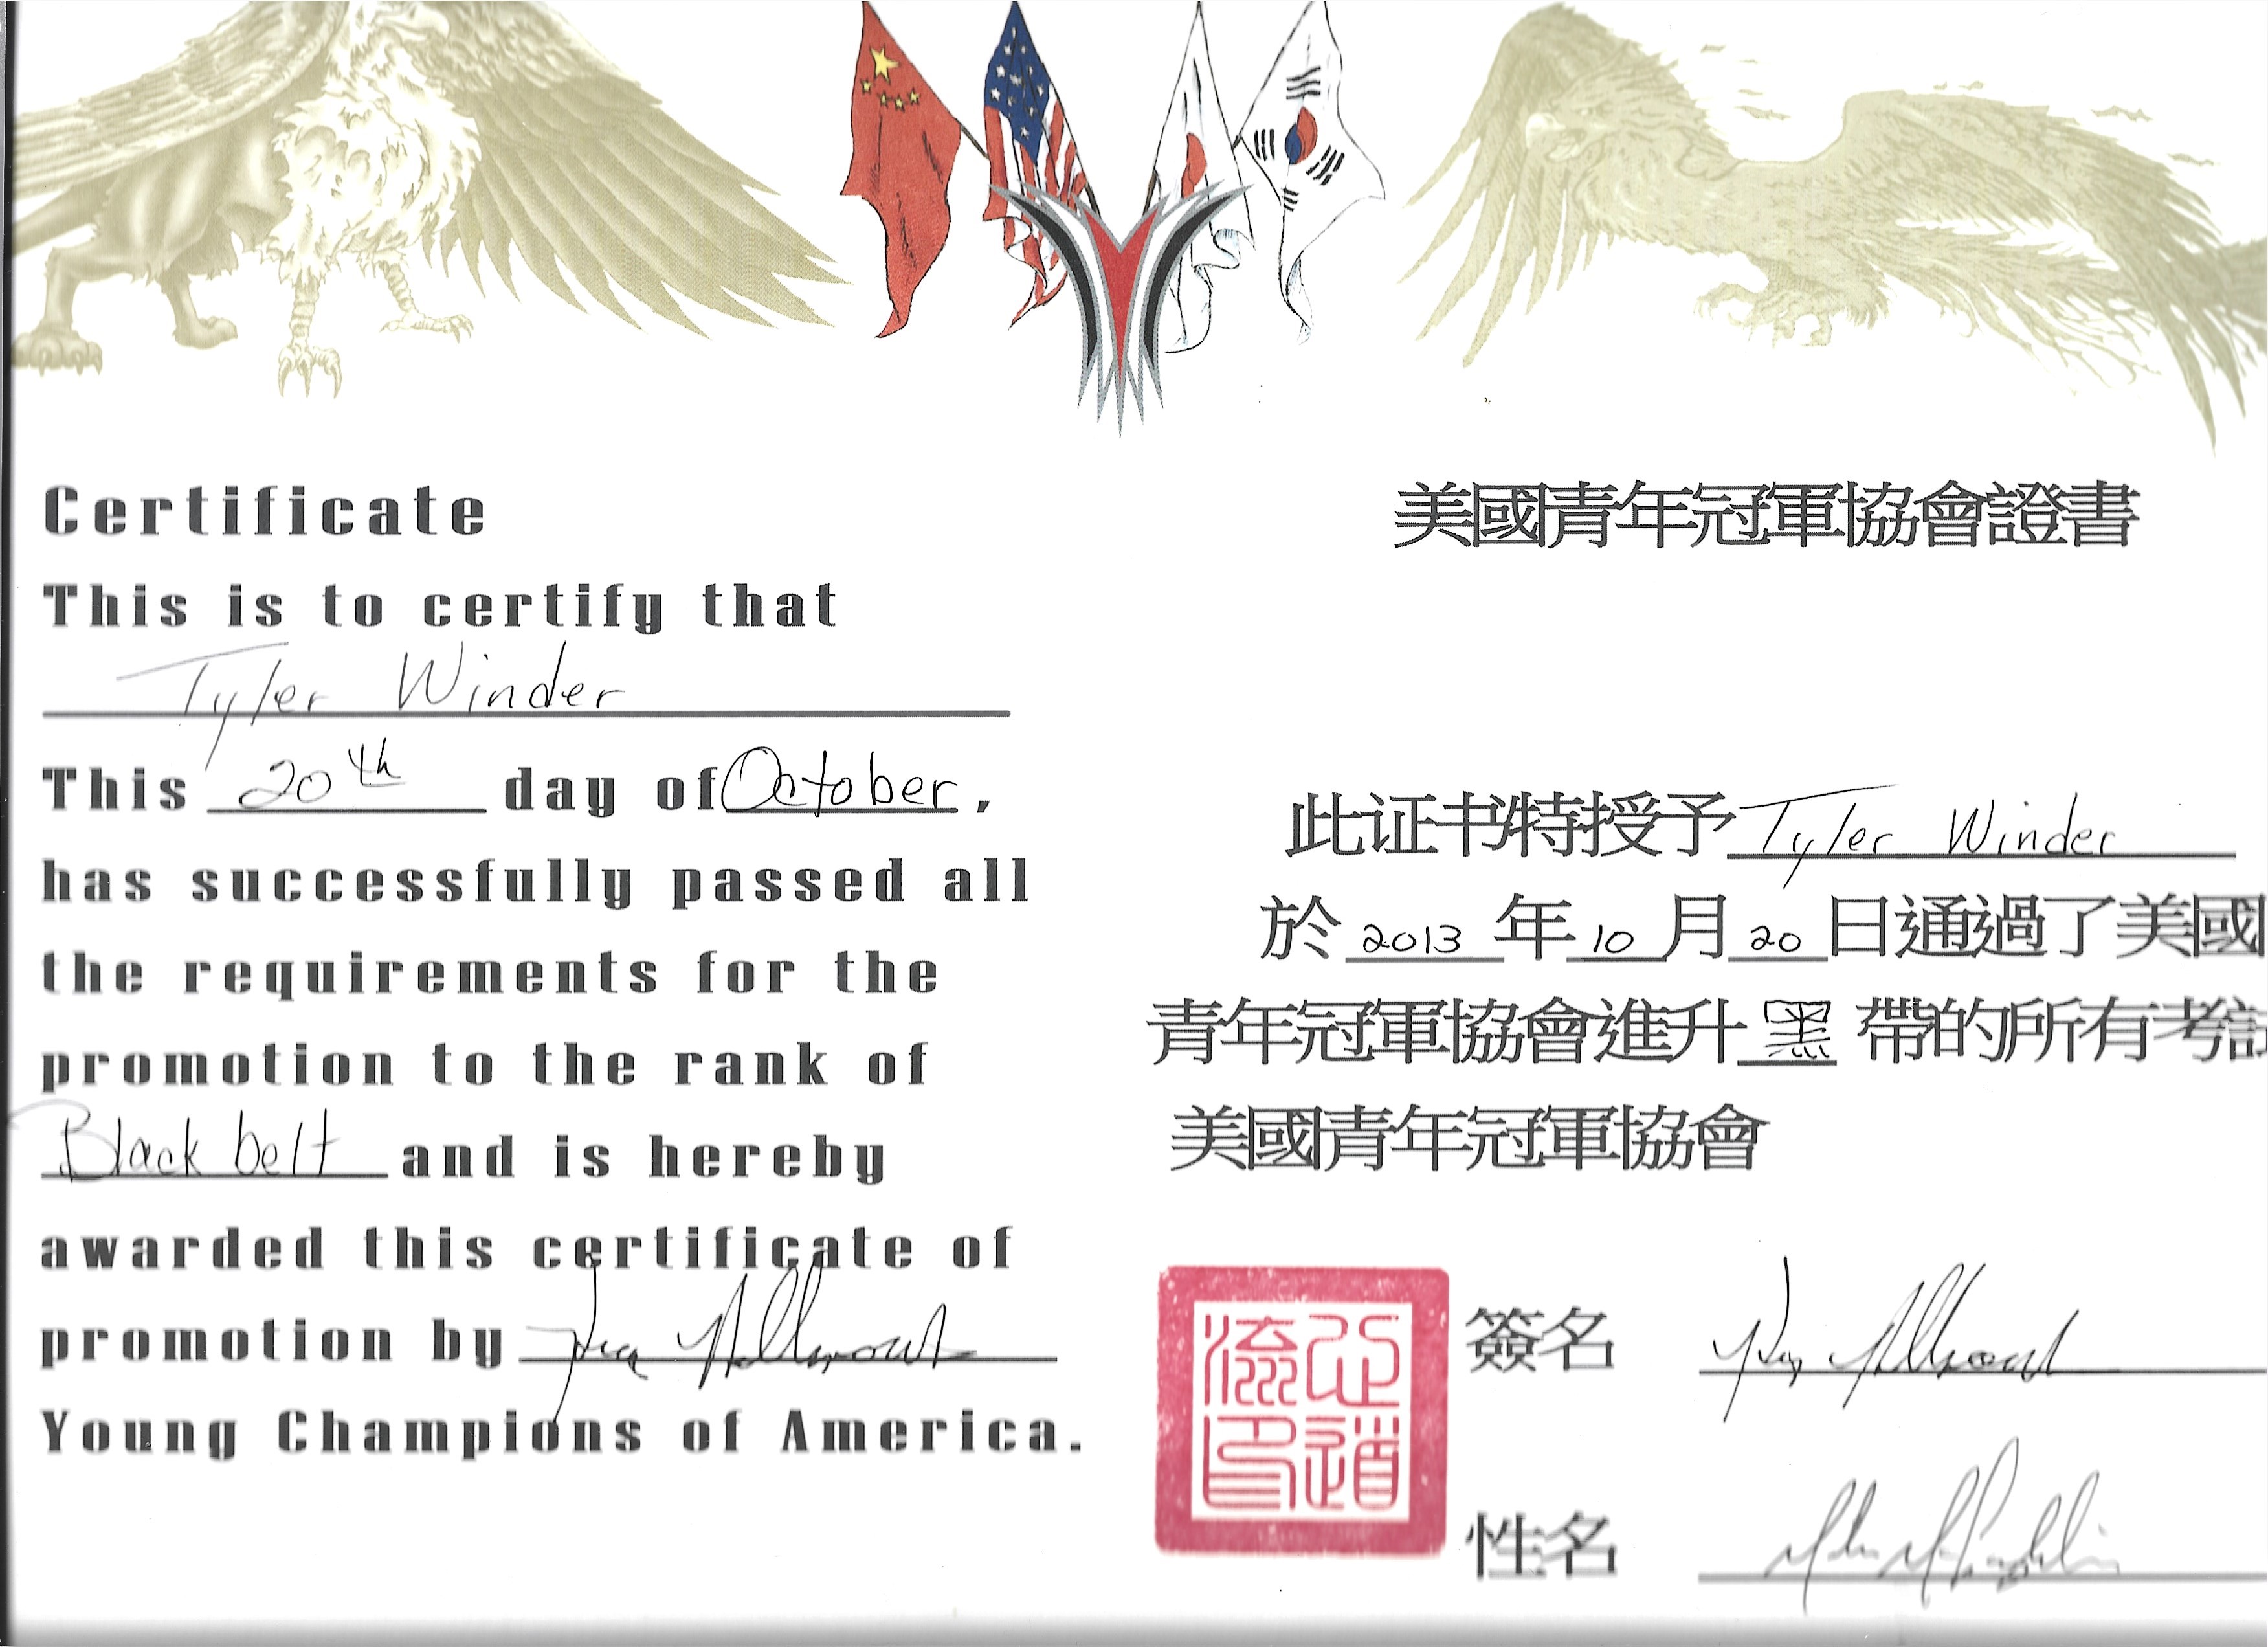 Certificate
This is to certify that
Tyler Winder
This 20th day of October,
has successfully passed all
the requirements for the
promotion to the rank of
Black belt and is hereby
awarded this certificate of
promotion by
Young Champions of America.
美國青年冠軍協會證書
此证书特授予 Tyler Winder
於 2013 年 10 月 20 日通過了美國
青年冠軍協會進升 黑 帶的所有考試
美國青年冠軍協會
簽名
性名